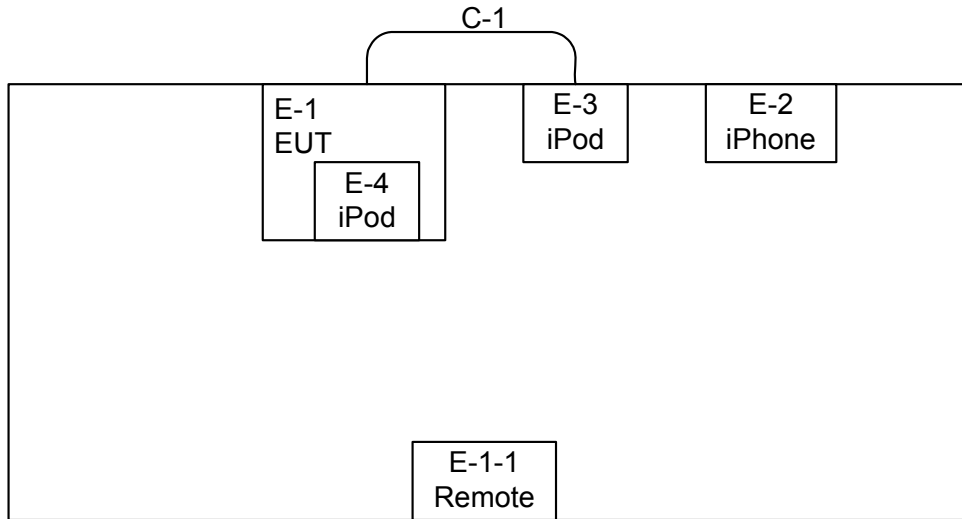 C-1
E-1
EUT
E-4
iPod
E-3
iPod
E-2
iPhone
E-1-1
Remote